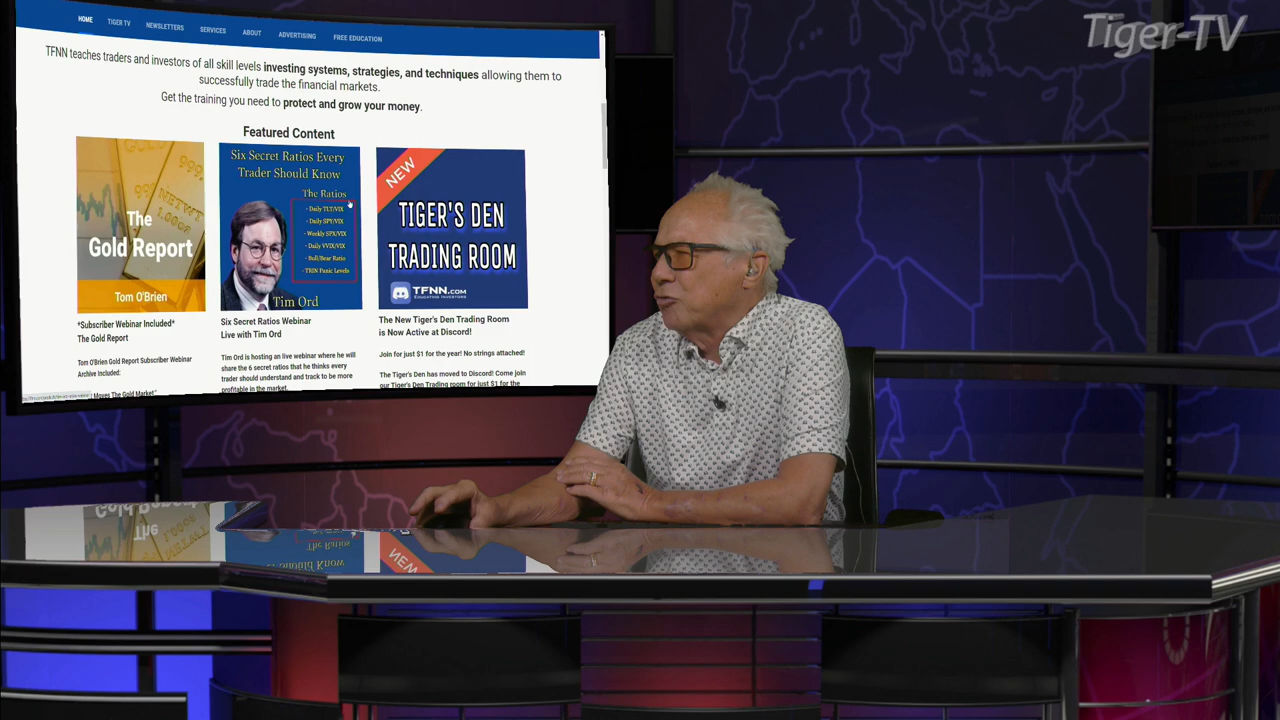 Tiger-TV
HOME TIGER TV NEWSLETTERS SERVICES ABOUT ADVERTISING FREE EDUCATION
TFNN teaches traders and investors of all skill levels investing systems, strategies, and techniques allowing them to
successfully trade the financial markets.
Get the training you need to protect and grow your money.
Featured Content
The
Gold Report
Tom O'Brien
*Subscriber Webinar Included*
The Gold Report
Tom O'Brien Gold Report Subscriber Webinar
Archive Included:
Moves The Gold Market"
Six Secret Ratios Every
Trader Should Know
The Ratios
- Daily TLT/VIX
- Daily SPY/VIX
- Weekly SPX/VIX
- Daily VVIX/VIX
- Bull/Bear Ratio
- TRIN Panic Levels
Tim Ord
Six Secret Ratios Webinar
Live with Tim Ord
Tim Ord is hosting an live webinar where he will
share the 6 secret ratios that he thinks every
trader should understand and track to be more
profitable in the market.
NEW
TIGER'S DEN
TRADING ROOM
TFNN.COM
EDUCATING INVESTORS
The New Tiger's Den Trading Room
is Now Active at Discord!
Join for just $1 for the year! No strings attached!
The Tiger's Den has moved to Discord! Come join
our Tiger's Den Trading room for just $1 for the